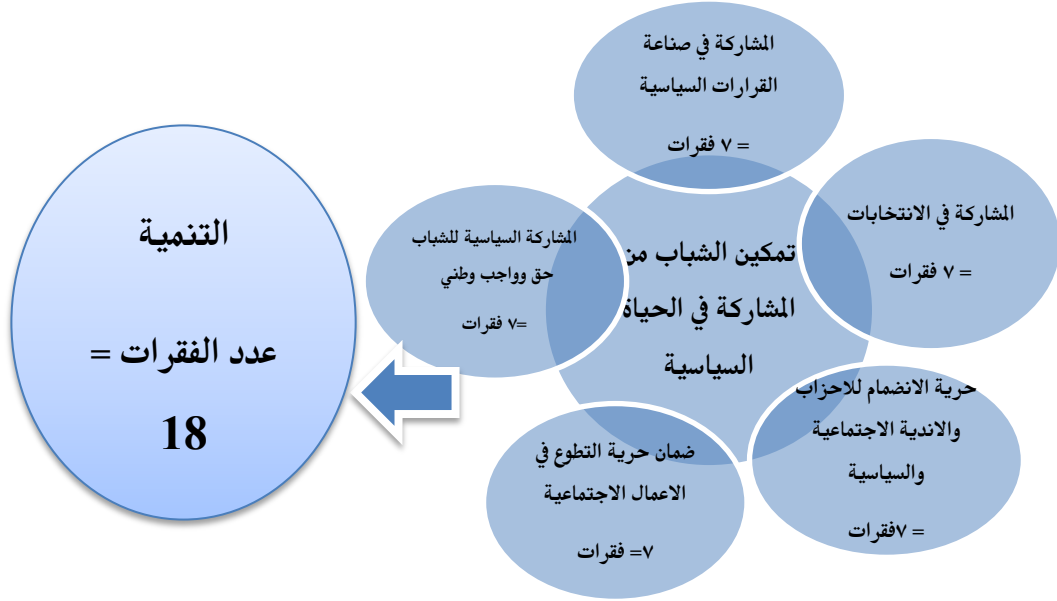 المشاركة في صناعة
القرارات السياسية
= ٧ فقرات
المشاركة في الانتخابات
= ٧ فقرات
حرية الانضمام للاحزاب
والاندية الاجتماعية
والسياسية
= ٧فقرات
ضمان حرية التطوع في
الاعمال الاجتماعية
٧= فقرات
المشاركة السياسية للشباب
حق وواجب وطني
=٧ فقرات
تمكين الشباب من
المشاركة في الحياة
السياسية
التنمية
عدد الفقرات =
18